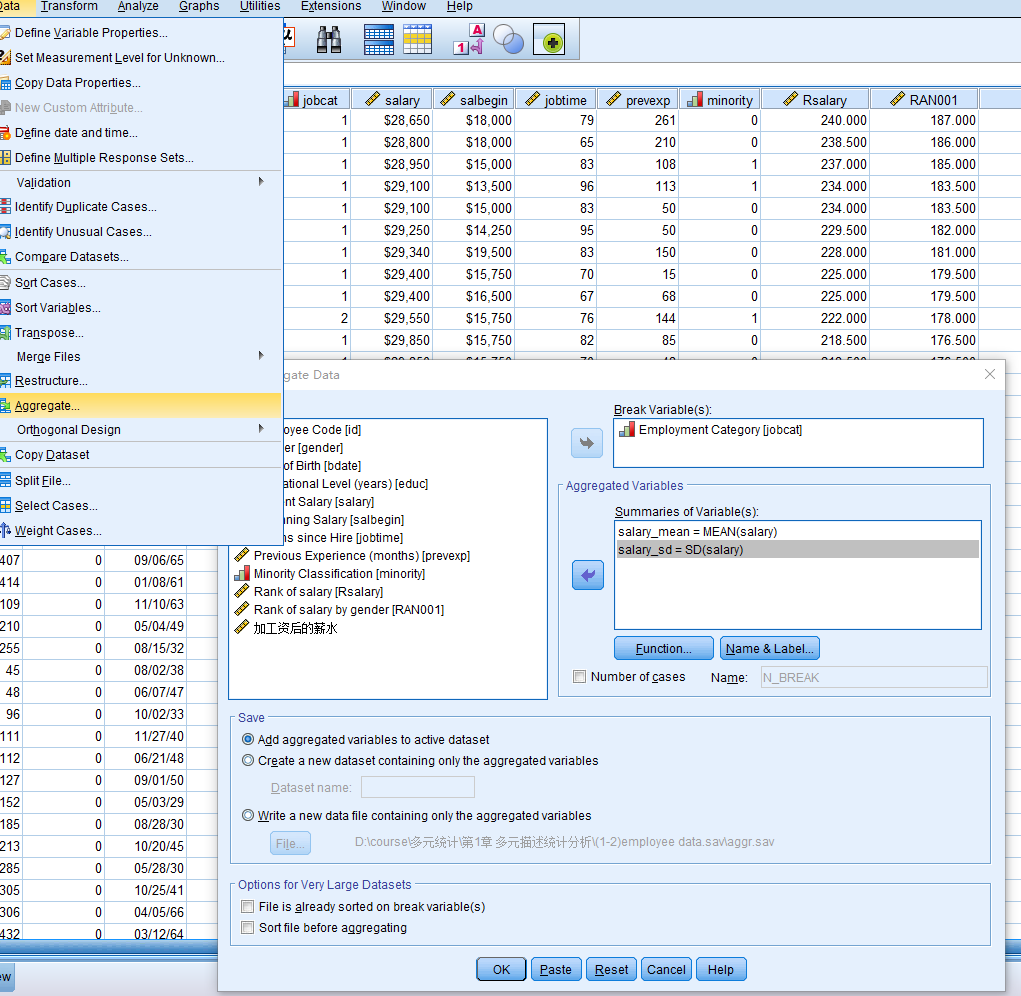 Data Transform Analyze Graphs Utilities Extensions Window Help
Define Variable Properties...
Set Measurement Level for Unknown...
Copy Data Properties...
New Custom Attribute...
Define date and time...
Define Multiple Response Sets...
Validation
Identify Duplicate Cases...
Identify Unusual Cases...
Compare Datasets...
Sort Cases...
Sort Variables...
Transpose...
Merge Files
Restructure...
Aggregate...
Orthogonal Design
Copy Dataset
Split File...
Select Cases...
Weight Cases...
A
1
jobcat salary salbegin jobtime prevexp minority Rsalary RAN001
1 $28,650 $18,000 79 261 0 240.000 187.000
1 $28,800 $18,000 65 210 0 238.500 186.000
1 $28,950 $15,000 83 108 1 237.000 185.000
1 $29,100 $13,500 96 113 1 234.000 183.500
1 $29,100 $15,000 83 50 0 234.000 183.500
1 $29,250 $14,250 95 50 0 229.500 182.000
1 $29,340 $19,500 83 150 0 228.000 181.000
1 $29,400 $15,750 70 15 0 225.000 179.500
1 $29,400 $16,500 67 68 0 225.000 179.500
2 $29,550 $15,750 76 144 1 222.000 178.000
1 $29,850 $15,750 82 85 0 218.500 176.500
407 0 09/06/65
414 0 01/08/61
109 0 11/10/63
210 0 05/04/49
255 0 08/15/32
45 0 08/02/38
48 0 06/07/47
96 0 10/02/33
111 0 11/27/40
112 0 06/21/48
127 0 09/01/50
152 0 05/03/29
185 0 08/28/30
213 0 10/20/45
285 0 05/28/30
305 0 10/25/41
306 0 04/05/66
432 0 03/12/64
ew
gate Data
oyee Code [id]
er [gender]
of Birth [bdate]
ational Level (years) [educ]
nt Salary [salary]
nning Salary [salbegin]
hs since Hire [jobtime]
Previous Experience (months) [prevexp]
Minority Classification [minority]
Rank of salary [Rsalary]
Rank of salary by gender [RAN001]
加工资后的薪水
Break Variable(s):
Employment Category [jobcat]
Aggregated Variables
Summaries of Variable(s):
salary_mean = MEAN(salary)
salary_sd = SD(salary)
Function... Name & Label...
Number of cases Name: N_BREAK
Save
Add aggregated variables to active dataset
Create a new dataset containing only the aggregated variables
Dataset name:
Write a new data file containing only the aggregated variables
File... D:\course\多元统计\第1章 多元描述统计分析\(1-2)employee data.sav\aggr.sav
Options for Very Large Datasets
File is already sorted on break variable(s)
Sort file before aggregating
OK Paste Reset Cancel Help